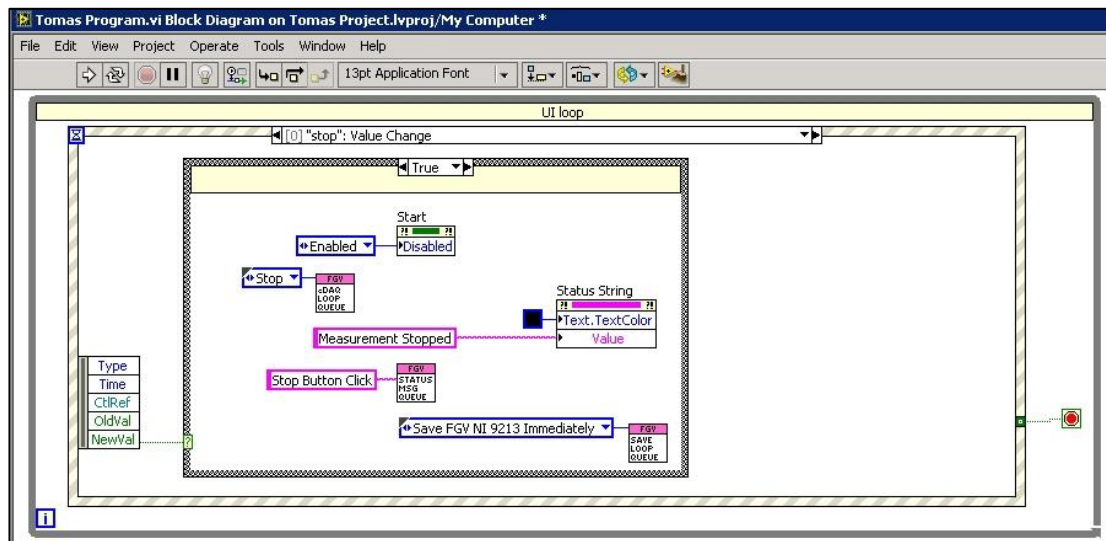 Tomas Program.vi Block Diagram on Tomas Project.lvproj/My Computer *
File Edit View Project Operate Tools Window Help
13pt Application Font
UI loop
[0] "stop": Value Change
True
Start
Enabled
Disabled
Stop
FGV
cDAQ
LOOP
QUEUE
Status String
Text.TextColor
Measurement Stopped
Value
Type
Time
CtlRef
OldVal
NewVal
Stop Button Click
FGV
STATUS
MSG
QUEUE
Save FGV NI 9213 Immediately
FGV
SAVE
LOOP
QUEUE
?
i